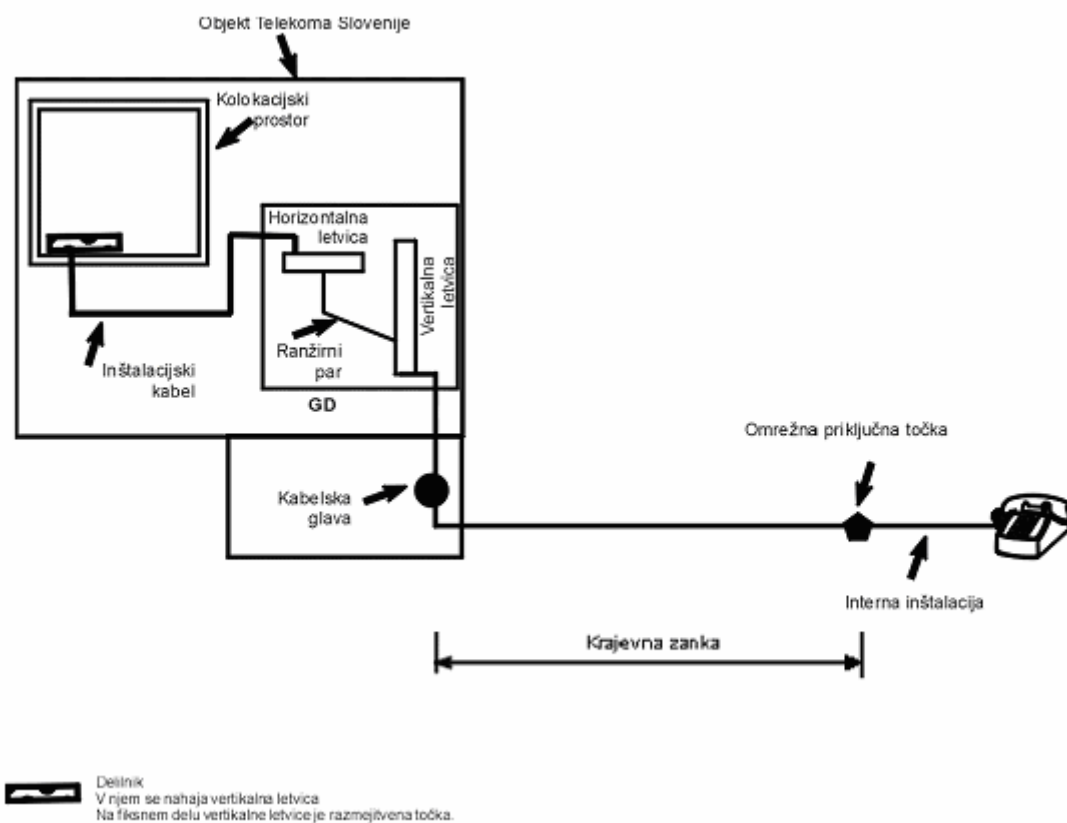 Objekt Telekoma Slovenije
Kolokacijski
prostor
Horizontalna
letvica
Vertikalna
letvica
Ranžirni
par
Inštalacijski
kabel
GD
Omrežna priključna točka
Kabelska
glava
Interna inštalacija
Krajevna zanka
Delilnik
V njem se nahaja vertikalna letvica
Na fiksnem delu vertikalne letvice je razmejitvena točka.